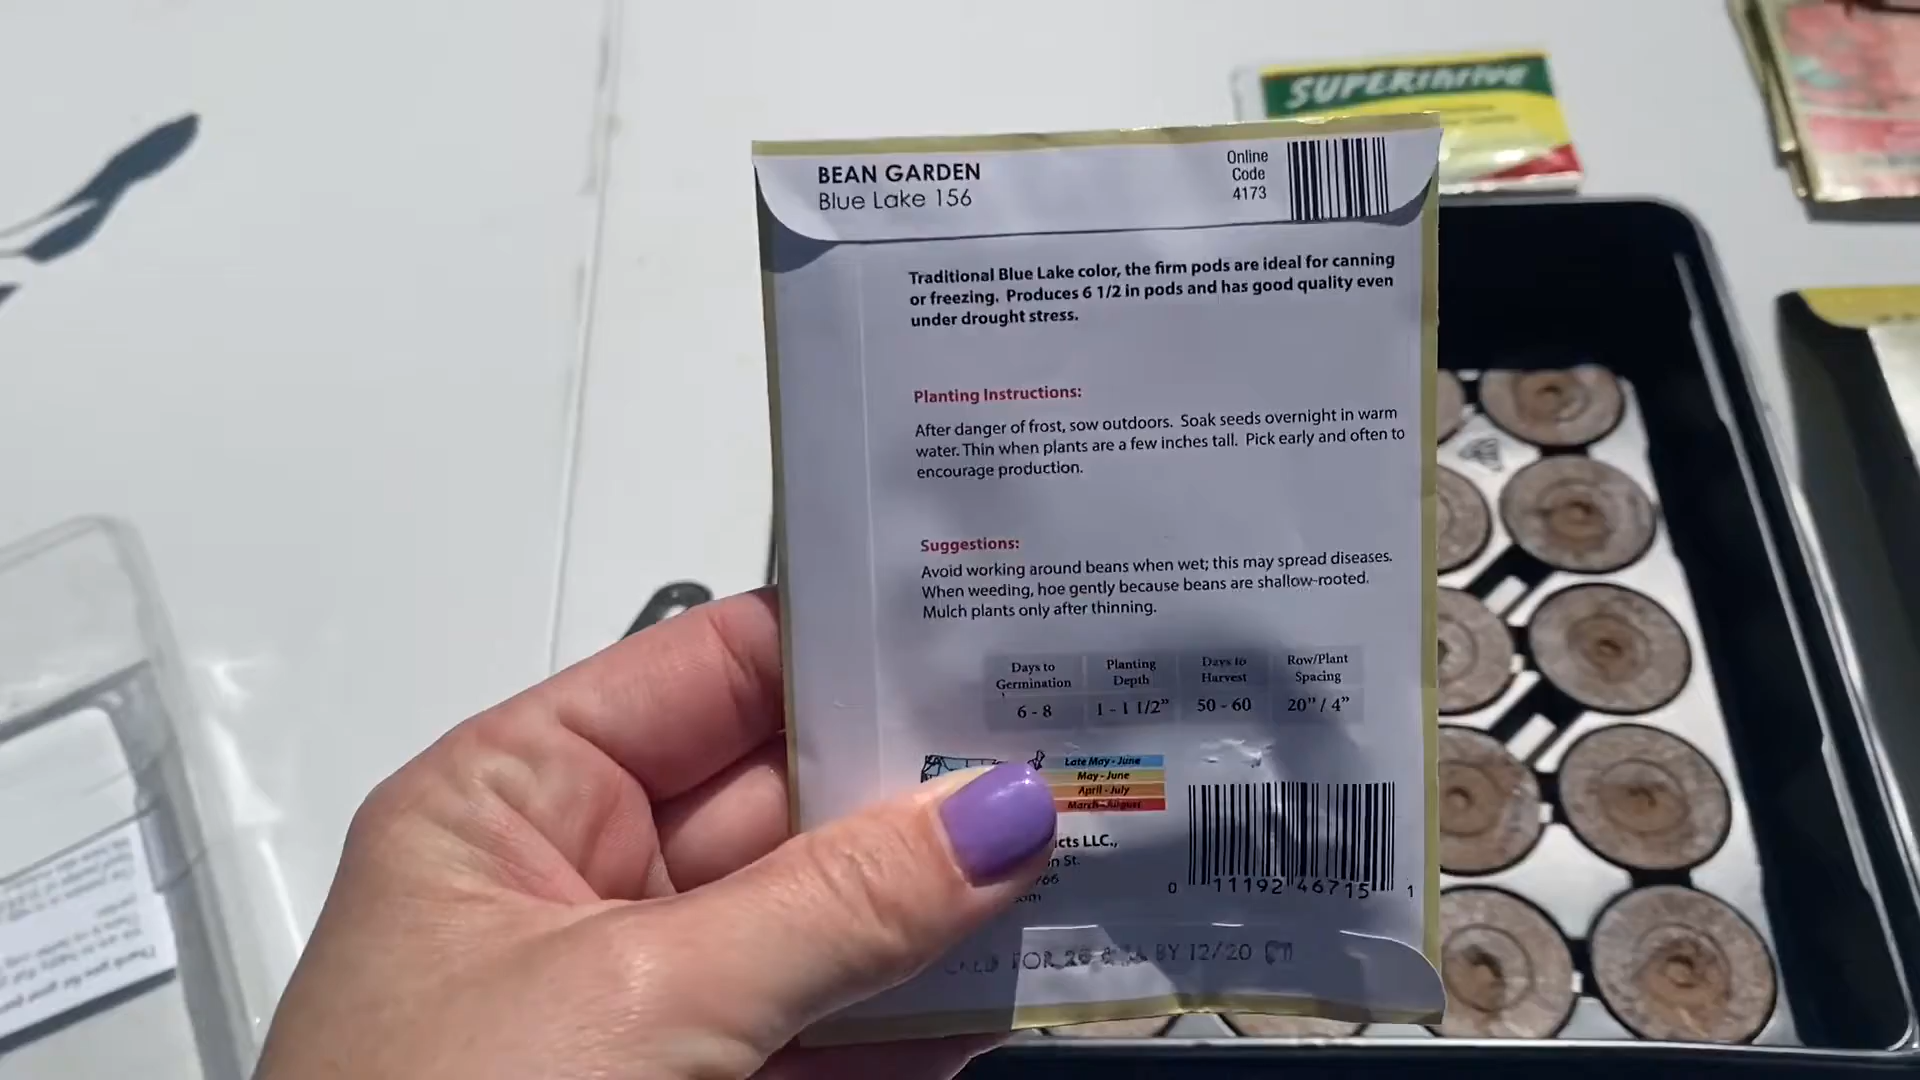 SUPERthrive
BEAN GARDEN
Blue Lake 156
Online
Code
4173
Traditional Blue Lake color, the firm pods are ideal for canning
or freezing. Produces 6 1/2 in pods and has good quality even
under drought stress.
Planting Instructions:
After danger of frost, sow outdoors. Soak seeds overnight in warm
water. Thin when plants are a few inches tall. Pick early and often to
encourage production.
Suggestions:
Avoid working around beans when wet; this may spread diseases.
When weeding, hoe gently because beans are shallow-rooted.
Mulch plants only after thinning.
Days to Germination
Planting Depth
Days to Harvest
Row/Plant Spacing
6 - 8
1 - 1 1/2"
50 - 60
20" / 4"
Late May - June
May - June
April - July
March - August
LLC.,
St.
0 11192 46715 1
FOR BY 12/20